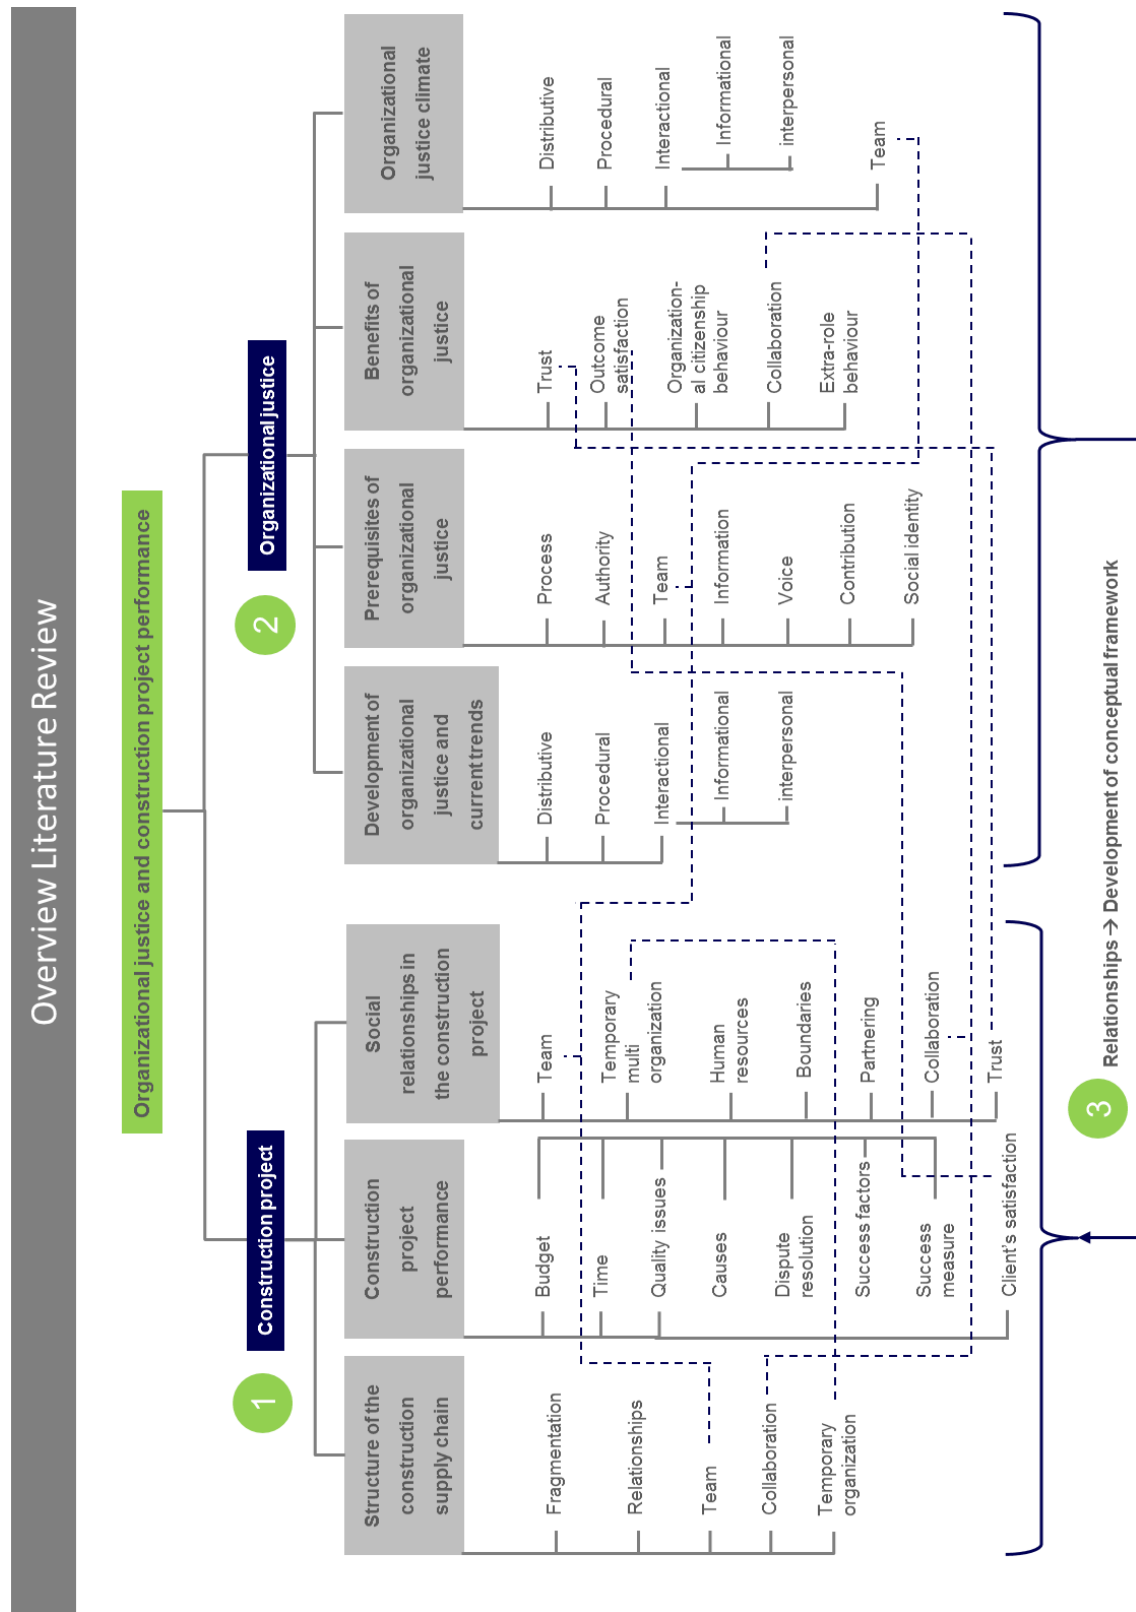 Overview Literature Review
Organizational justice and construction project performance
1
Construction project
2
Organizational justice
Structure of the
construction
supply chain
Fragmentation
Relationships
Team
Collaboration
Temporary
organization
Construction
project
performance
Budget
Time
Quality issues
Causes
Dispute
resolution
Success factors
Success
measure
Client's satisfaction
Social
relationships in
the construction
project
Team
Temporary
multi
organization
Human
resources
Boundaries
Partnering
Collaboration
Trust
Development of
organizational
justice and
current trends
Distributive
Procedural
Interactional
Informational
interpersonal
Prerequisites of
organizational
justice
Process
Authority
Team
Information
Voice
Contribution
Social identity
Benefits of
organizational
justice
Trust
Outcome
satisfaction
Organization-
al citizenship
behaviour
Collaboration
Extra-role
behaviour
Organizational
justice climate
Distributive
Procedural
Interactional
Informational
interpersonal
Team
3
Relationships → Development of conceptual framework